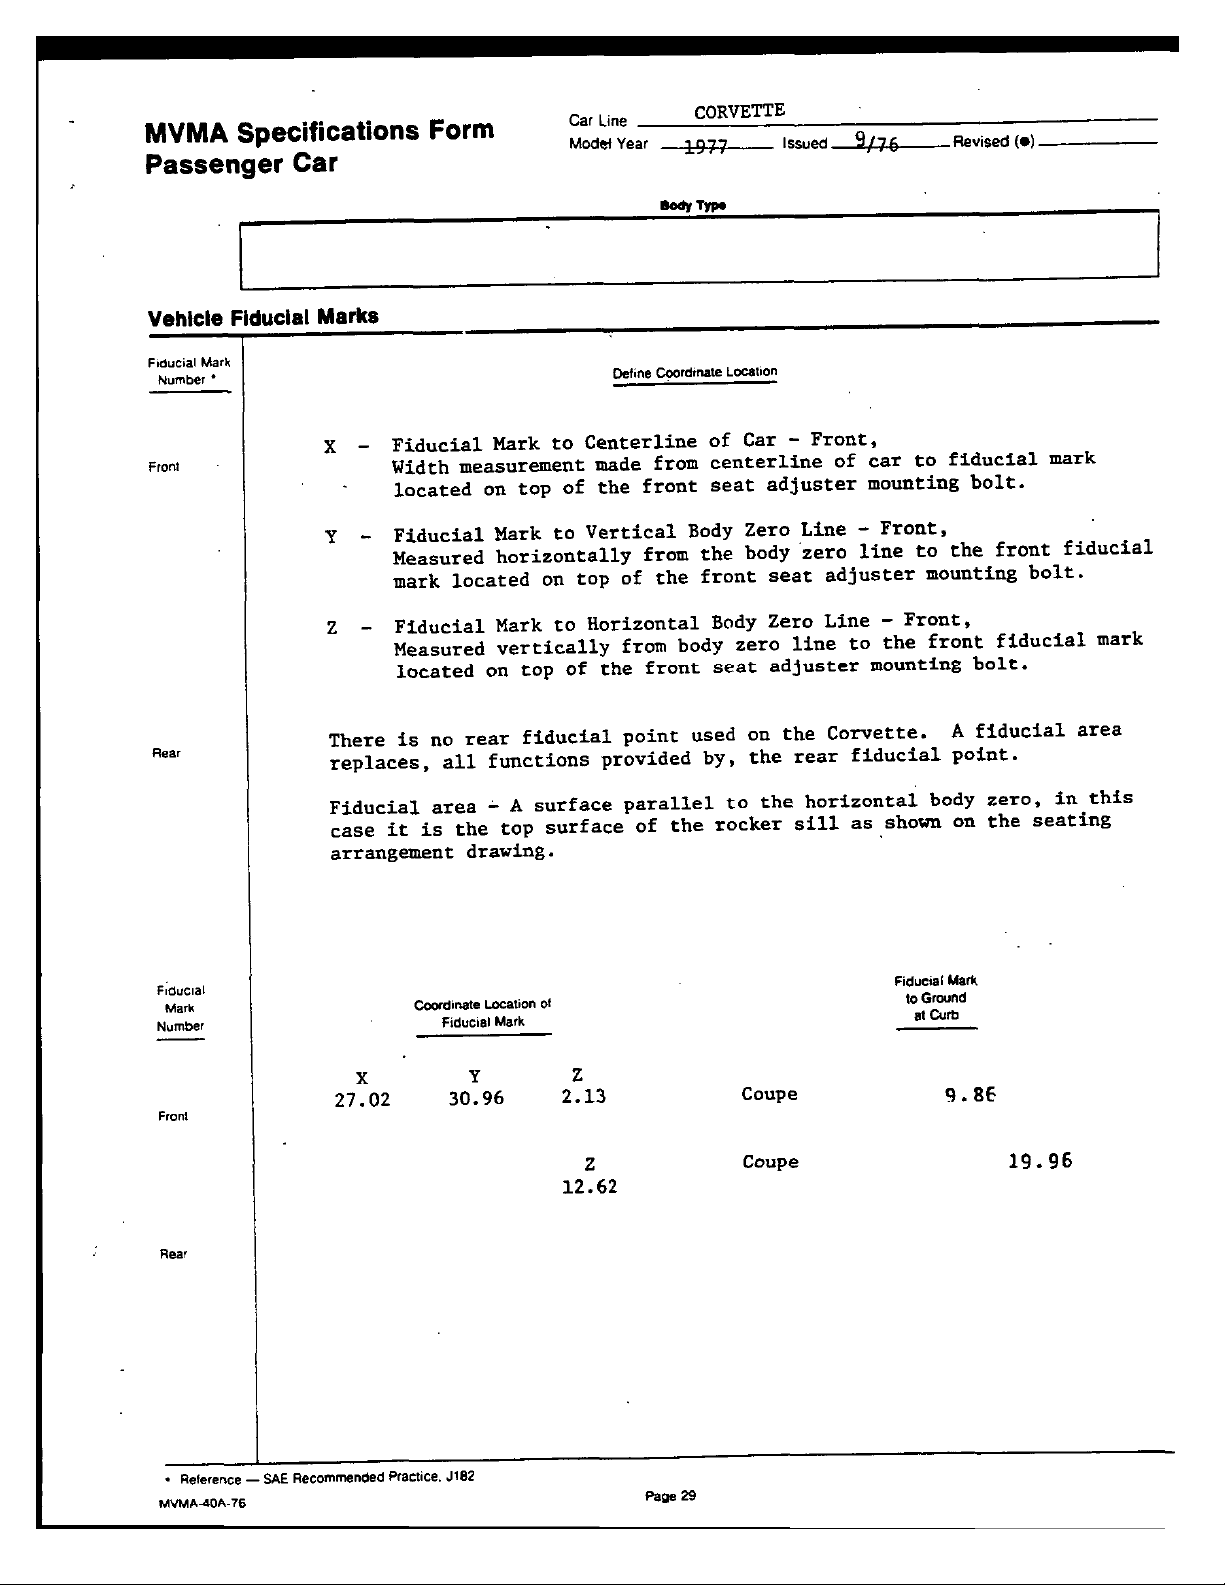 MVMA Specifications Form
Passenger Car
Car Line CORVETTE
Model Year 1977 Issued 9/76 Revised (●)
Body Type
Vehicle Fiducial Marks
Fiducial Mark
Number *
Define Coordinate Location
Front
X - Fiducial Mark to Centerline of Car - Front,
Width measurement made from centerline of car to fiducial mark
located on top of the front seat adjuster mounting bolt.
Y - Fiducial Mark to Vertical Body Zero Line - Front,
Measured horizontally from the body zero line to the front fiducial
mark located on top of the front seat adjuster mounting bolt.
Z - Fiducial Mark to Horizontal Body Zero Line - Front,
Measured vertically from body zero line to the front fiducial mark
located on top of the front seat adjuster mounting bolt.
Rear
There is no rear fiducial point used on the Corvette. A fiducial area
replaces, all functions provided by, the rear fiducial point.
Fiducial area - A surface parallel to the horizontal body zero, in this
case it is the top surface of the rocker sill as shown on the seating
arrangement drawing.
Fiducial
Mark
Number
Coordinate Location of
Fiducial Mark
Fiducial Mark
to Ground
at Curb
X Y Z
27.02 30.96 2.13 Coupe 9.86
Front
Z Coupe 19.96
12.62
Rear
* Reference — SAE Recommended Practice, J182
MVMA-40A-76
Page 29